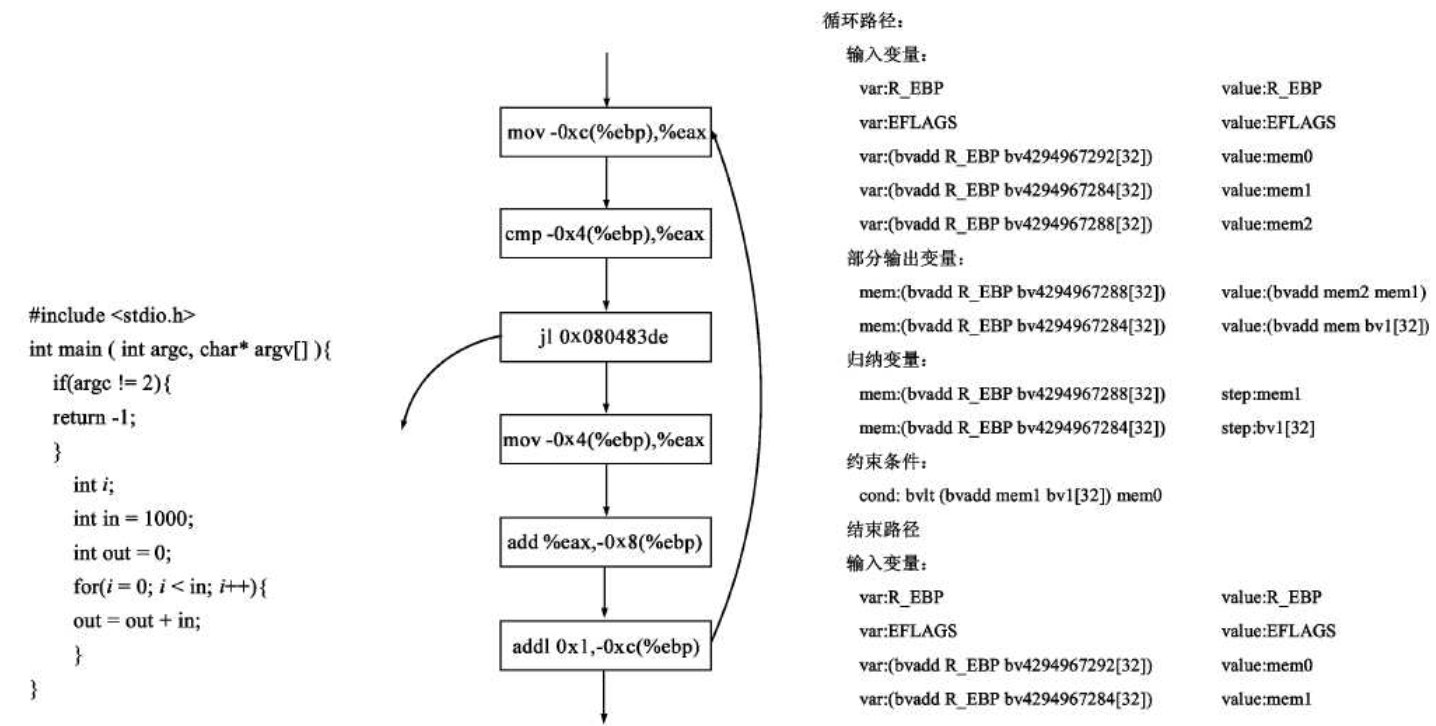 #include <stdio.h>
int main ( int argc, char* argv[] ){
if(argc != 2){
return -1;
}
int i;
int in = 1000;
int out = 0;
for(i = 0; i < in; i++){
out = out + in;
}
}
mov -0xc(%ebp),%eax
cmp -0x4(%ebp),%eax
jl 0x080483de
mov -0x4(%ebp),%eax
add %eax,-0x8(%ebp)
addl 0x1,-0xc(%ebp)
循环路径：
输入变量：
var:R_EBP value:R_EBP
var:EFLAGS value:EFLAGS
var:(bvadd R_EBP bv4294967292[32]) value:mem0
var:(bvadd R_EBP bv4294967284[32]) value:mem1
var:(bvadd R_EBP bv4294967288[32]) value:mem2
部分输出变量：
mem:(bvadd R_EBP bv4294967288[32]) value:(bvadd mem2 mem1)
mem:(bvadd R_EBP bv4294967284[32]) value:(bvadd mem bv1[32])
归纳变量：
mem:(bvadd R_EBP bv4294967288[32]) step:mem1
mem:(bvadd R_EBP bv4294967284[32]) step:bv1[32]
约束条件：
cond: bvlt (bvadd mem1 bv1[32]) mem0
结束路径
输入变量：
var:R_EBP value:R_EBP
var:EFLAGS value:EFLAGS
var:(bvadd R_EBP bv4294967292[32]) value:mem0
var:(bvadd R_EBP bv4294967284[32]) value:mem1